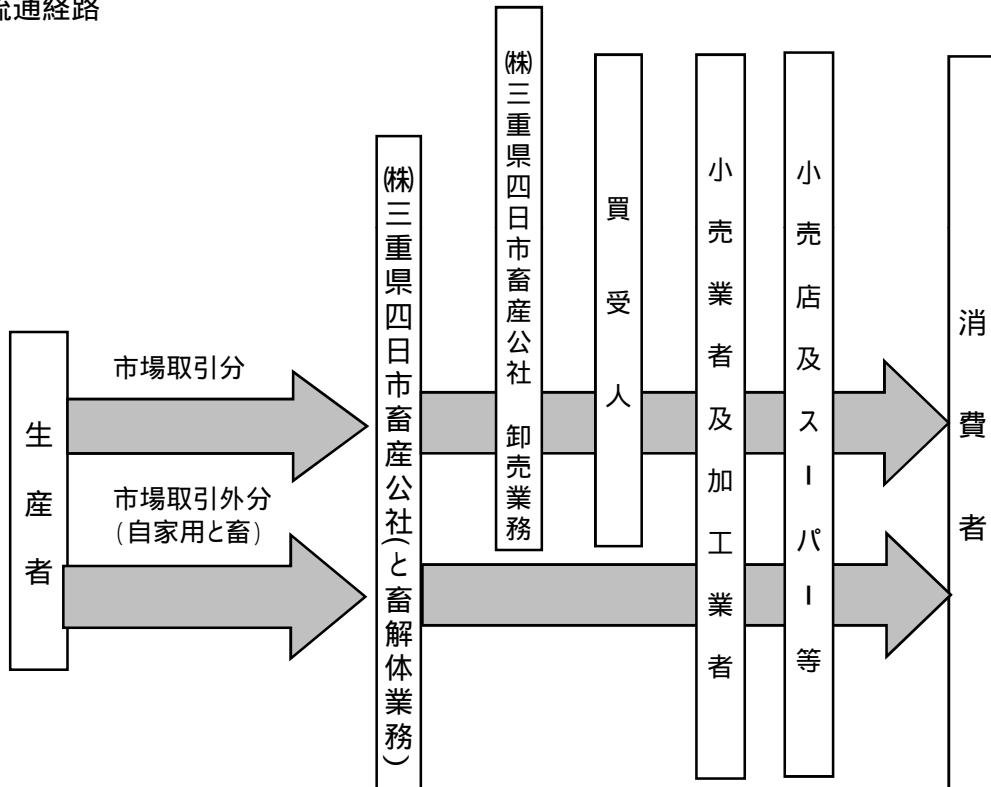 流通経路
生産者
市場取引分
市場取引外分
(自家用と畜)
㈱三重県四日市畜産公社(と畜解体業務)
㈱三重県四日市畜産公社 卸売業務
買受人
小売業者及加工業者
小売店及スーパー等
消費者